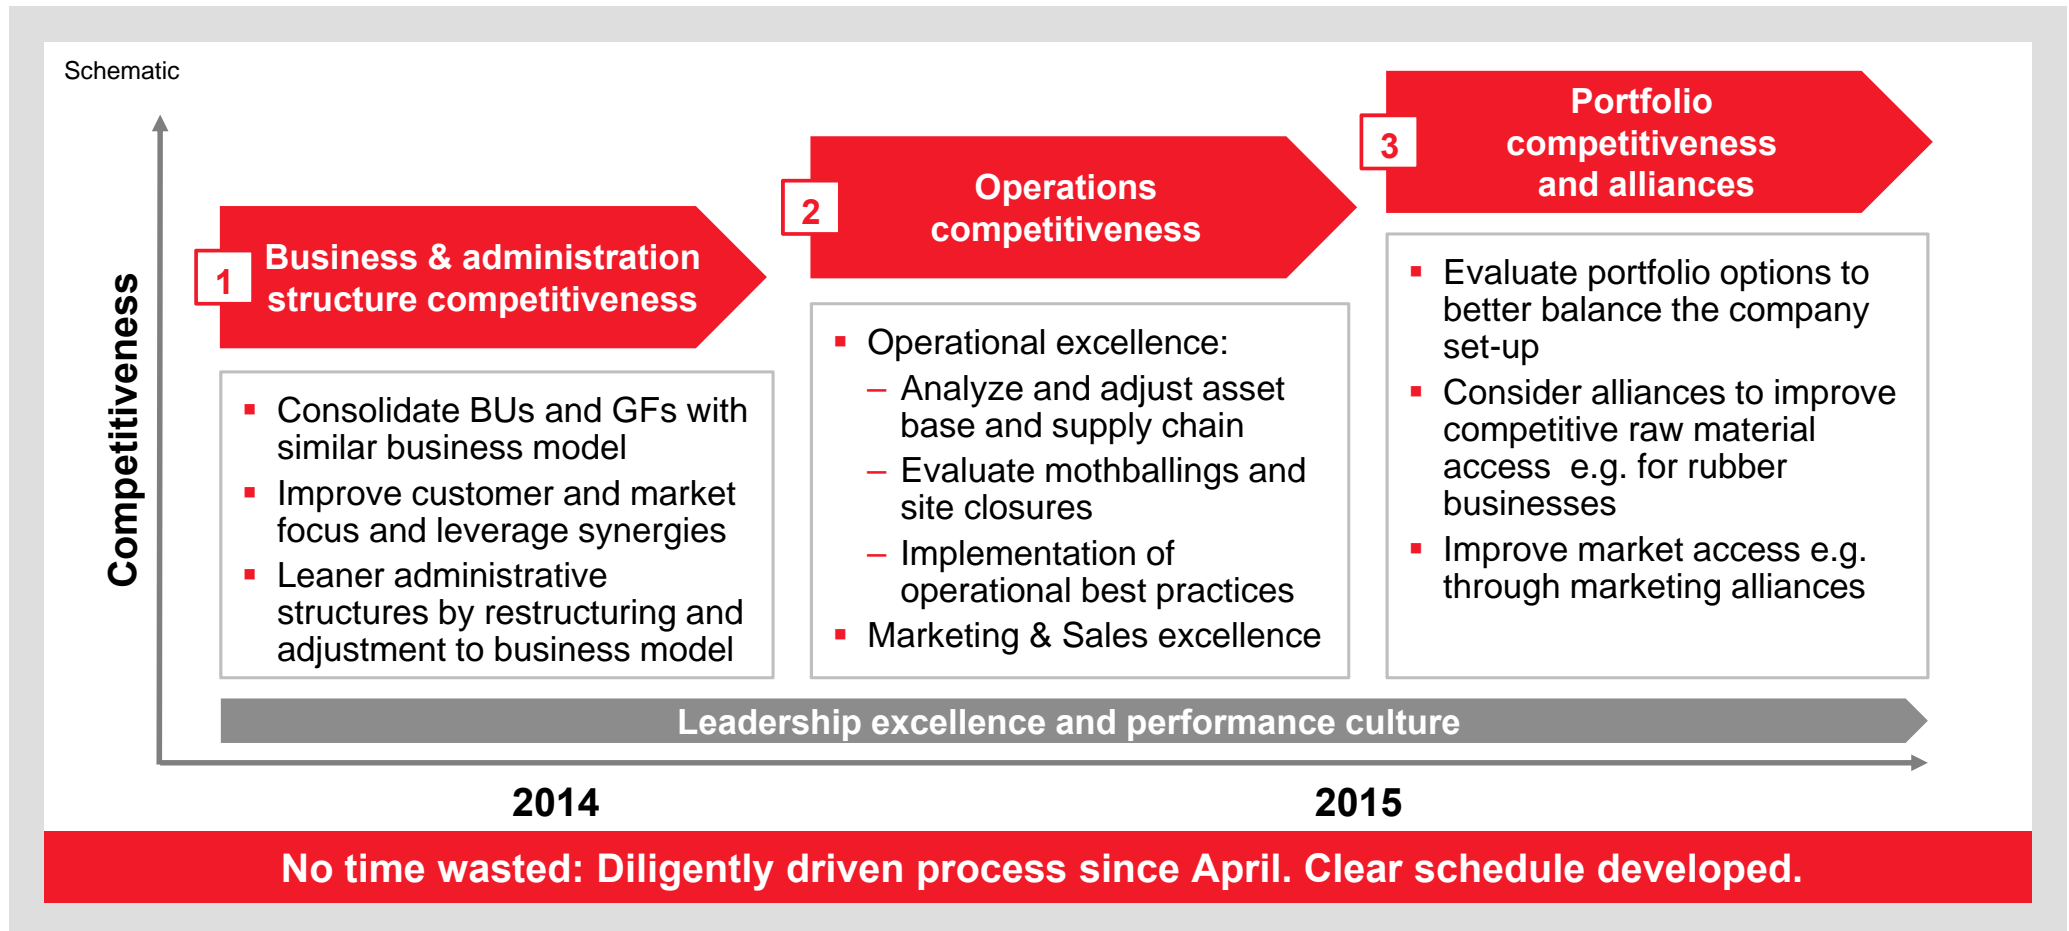 Schematic
Competitiveness
1
Business & administration
structure competitiveness
▪ Consolidate BUs and GFs with
similar business model
▪ Improve customer and market
focus and leverage synergies
▪ Leaner administrative
structures by restructuring and
adjustment to business model
2
Operations
competitiveness
▪ Operational excellence:
– Analyze and adjust asset
base and supply chain
– Evaluate mothballings and
site closures
– Implementation of
operational best practices
▪ Marketing & Sales excellence
3
Portfolio
competitiveness
and alliances
▪ Evaluate portfolio options to
better balance the company
set-up
▪ Consider alliances to improve
competitive raw material
access e.g. for rubber
businesses
▪ Improve market access e.g.
through marketing alliances
Leadership excellence and performance culture
2014
2015
No time wasted: Diligently driven process since April. Clear schedule developed.